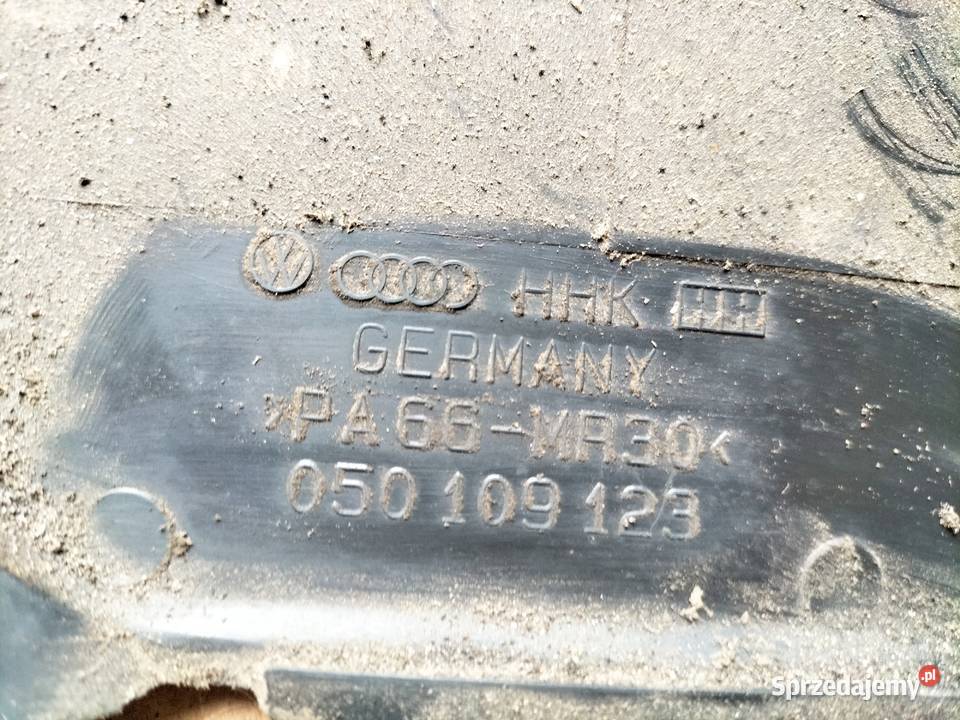 HHK
GERMANY
>PA66-MR30<
050 109 123
Sprzedajemy.pl